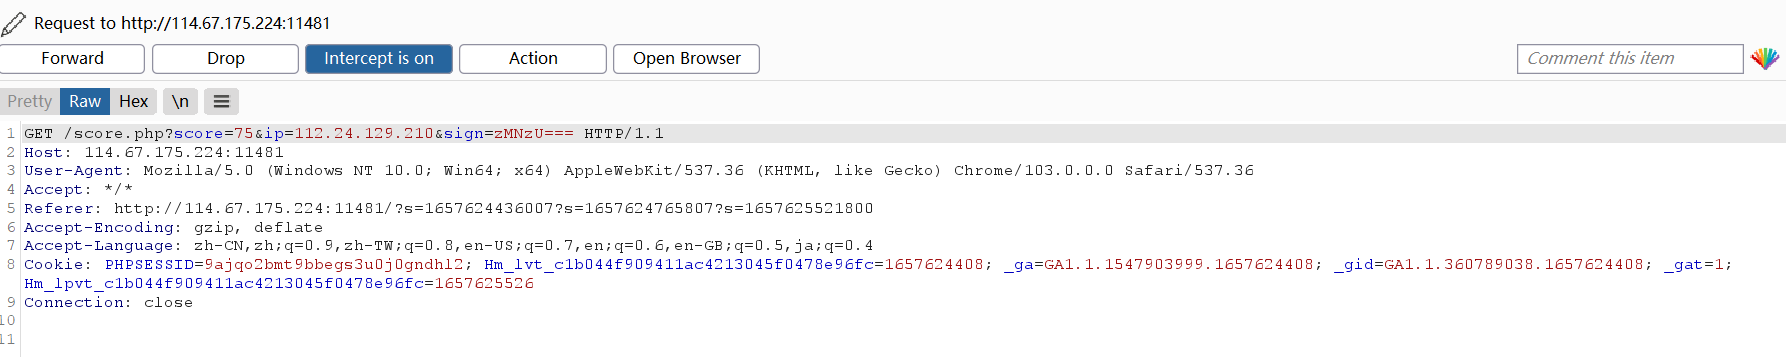 Request to http://114.67.175.224:11481
Forward Drop Intercept is on Action Open Browser Comment this item
Pretty Raw Hex \n
1 GET /score.php?score=75&ip=112.24.129.210&sign=zMNzU=== HTTP/1.1
2 Host: 114.67.175.224:11481
3 User-Agent: Mozilla/5.0 (Windows NT 10.0; Win64; x64) AppleWebKit/537.36 (KHTML, like Gecko) Chrome/103.0.0.0 Safari/537.36
4 Accept: */*
5 Referer: http://114.67.175.224:11481/?s=1657624436007?s=1657624765807?s=1657625521800
6 Accept-Encoding: gzip, deflate
7 Accept-Language: zh-CN,zh;q=0.9,zh-TW;q=0.8,en-US;q=0.7,en;q=0.6,en-GB;q=0.5,ja;q=0.4
8 Cookie: PHPSESSID=9ajqo2bmt9bbegs3u0j0gndhl2; Hm_lvt_c1b044f909411ac4213045f0478e96fc=1657624408; _ga=GA1.1.1547903999.1657624408; _gid=GA1.1.360789038.1657624408; _gat=1;
Hm_lpvt_c1b044f909411ac4213045f0478e96fc=1657625526
9 Connection: close
10
11